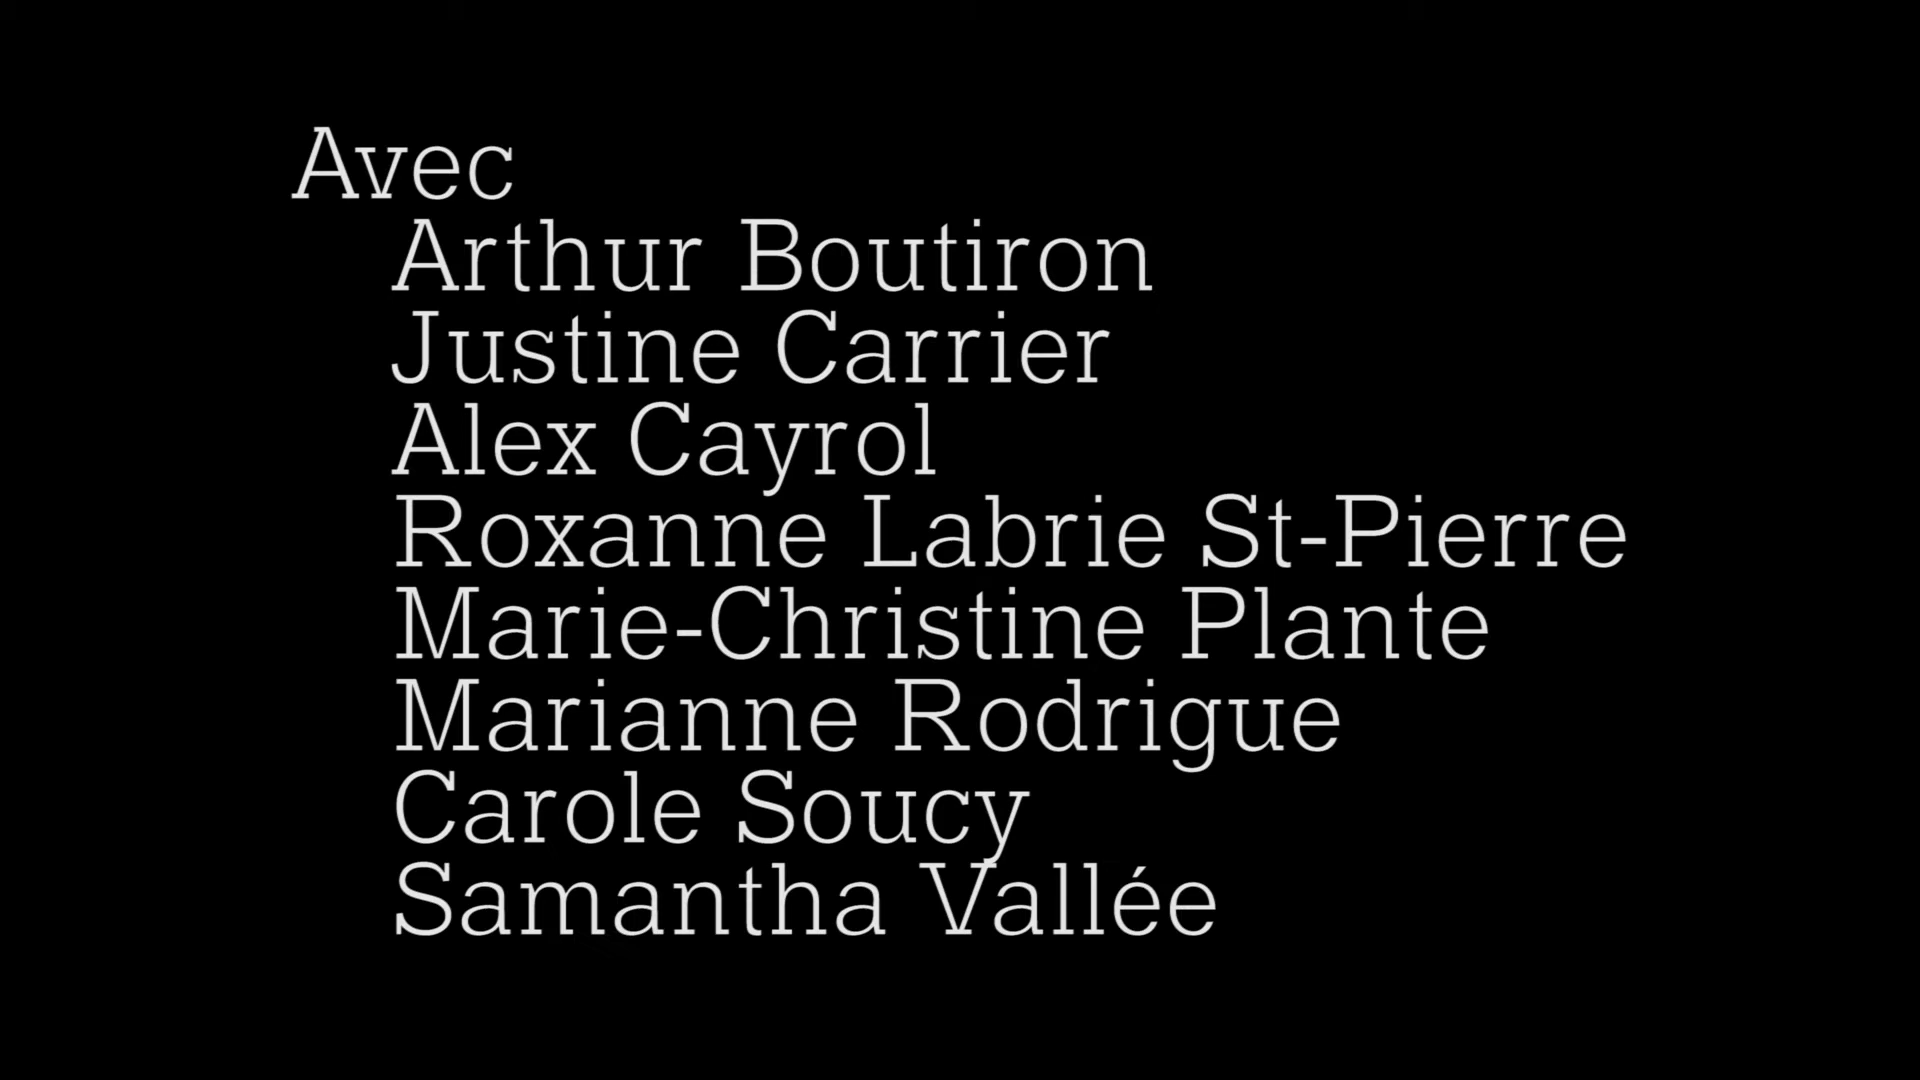 Avec
Arthur Boutiron
Justine Carrier
Alex Cayrol
Roxanne Labrie St-Pierre
Marie-Christine Plante
Marianne Rodrigue
Carole Soucy
Samantha Vallée